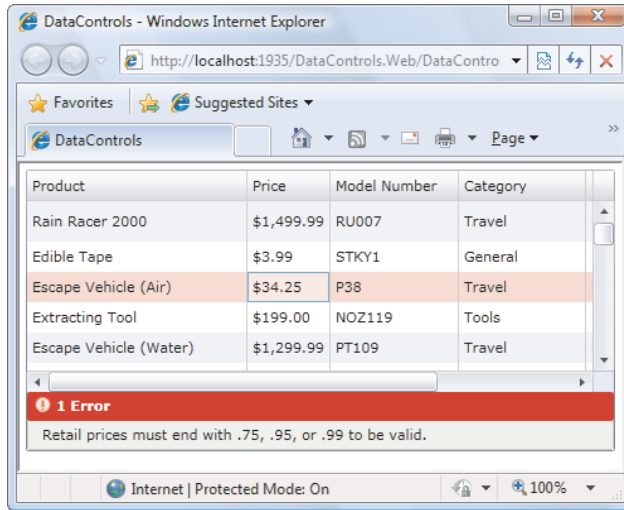 DataControls - Windows Internet Explorer
http://localhost:1935/DataControls.Web/DataContro
Favorites Suggested Sites
DataControls Page »
Product Price Model Number Category
Rain Racer 2000 $1,499.99 RU007 Travel
Edible Tape $3.99 STKY1 General
Escape Vehicle (Air) $34.25 P38 Travel
Extracting Tool $199.00 NOZ119 Tools
Escape Vehicle (Water) $1,299.99 PT109 Travel
1 Error
Retail prices must end with .75, .95, or .99 to be valid.
Internet | Protected Mode: On 100%